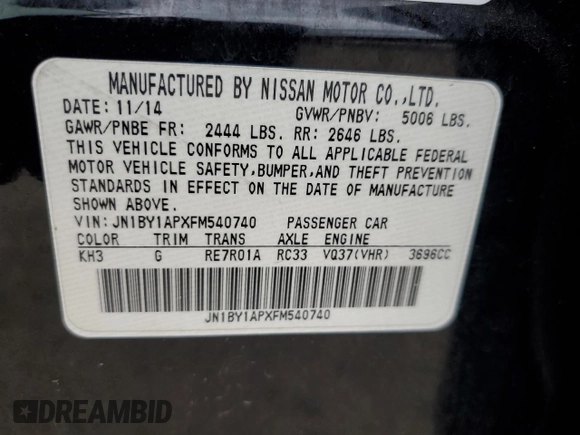 MANUFACTURED BY NISSAN MOTOR CO.,LTD.
DATE: 11/14 GVWR/PNBV: 5006 LBS.
GAWR/PNBE FR: 2444 LBS. RR: 2646 LBS.
THIS VEHICLE CONFORMS TO ALL APPLICABLE FEDERAL
MOTOR VEHICLE SAFETY,BUMPER,AND THEFT PREVENTION
STANDARDS IN EFFECT ON THE DATE OF MANUFACTURE
SHOWN ABOVE.
VIN: JN1BY1APXFM540740 PASSENGER CAR
COLOR TRIM TRANS AXLE ENGINE
KH3 G RE7R01A RC33 VQ37(VHR) 3696CC
JN1BY1APXFM540740
DREAMBID